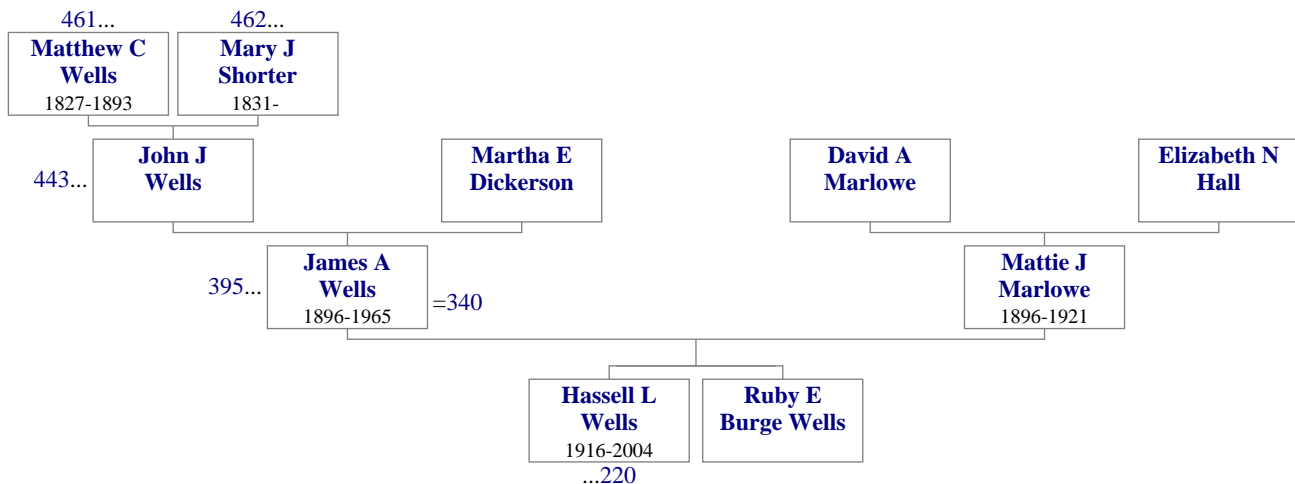 461...
462...
Matthew C
Wells
1827-1893
Mary J
Shorter
1831-
443...
John J
Wells
Martha E
Dickerson
David A
Marlowe
Elizabeth N
Hall
395...
James A
Wells
1896-1965
=340
Mattie J
Marlowe
1896-1921
Hassell L
Wells
1916-2004
...220
Ruby E
Burge Wells